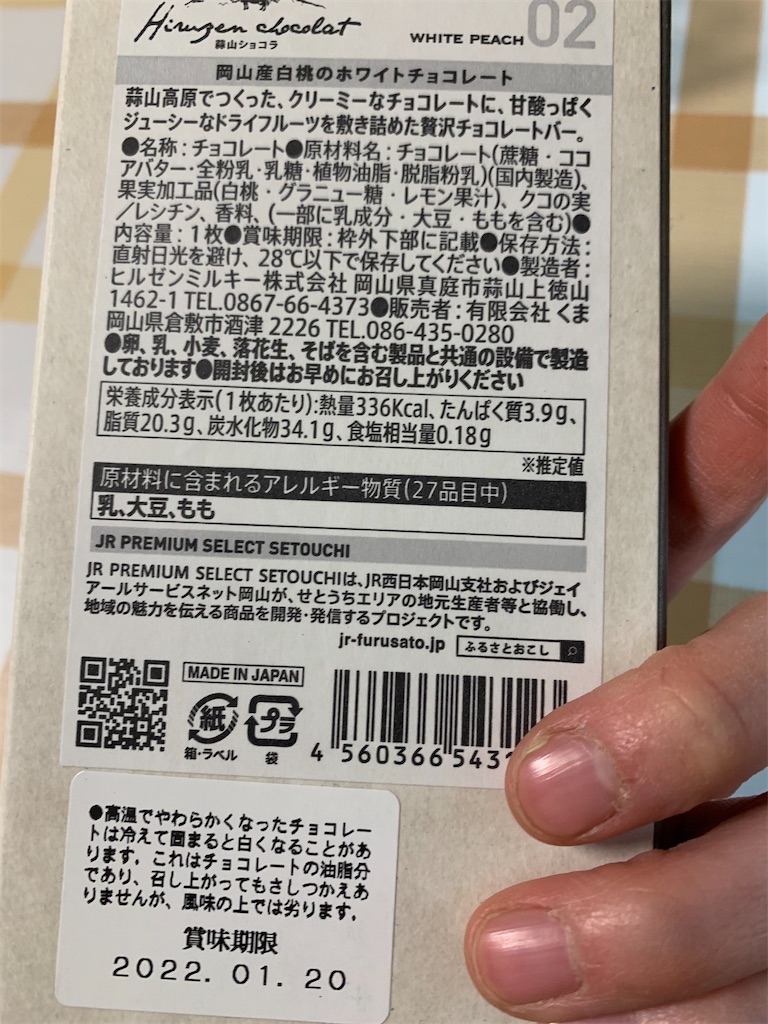 Hiruzen chocolat
蒜山ショコラ
WHITE PEACH 02
岡山産白桃のホワイトチョコレート
蒜山高原でつくった、クリーミーなチョコレートに、甘酸っぱく
ジューシーなドライフルーツを敷き詰めた贅沢チョコレートバー。
●名称：チョコレート●原材料名：チョコレート(蔗糖・ココ
アバター・全粉乳・乳糖・植物油脂・脱脂粉乳)(国内製造)、
果実加工品(白桃・グラニュー糖・レモン果汁)、クコの実
／レシチン、香料、(一部に乳成分・大豆・ももを含む)●
内容量：1枚●賞味期限：枠外下部に記載●保存方法：
直射日光を避け、28℃以下で保存してください●製造者：
ヒルゼンミルキー株式会社 岡山県真庭市蒜山上徳山
1462-1 TEL.0867-66-4373●販売者：有限会社 くま
岡山県倉敷市酒津 2226 TEL.086-435-0280
●卵、乳、小麦、落花生、そばを含む製品と共通の設備で製造
しております●開封後はお早めにお召し上がりください
栄養成分表示(1枚あたり):熱量336Kcal、たんぱく質3.9g、
脂質20.3g、炭水化物34.1g、食塩相当量0.18g
※推定値
原材料に含まれるアレルギー物質(27品目中)
乳、大豆、もも
JR PREMIUM SELECT SETOUCHI
JR PREMIUM SELECT SETOUCHIは、JR西日本岡山支社およびジェイ
アールサービスネット岡山が、せとうちエリアの地元生産者等と協働し、
地域の魅力を伝える商品を開発・発信するプロジェクトです。
jr-furusato.jp ふるさとおこし
MADE IN JAPAN
紙 プラ
箱・ラベル 袋
4 560366 543
●高温でやわらかくなったチョコレー
トは冷えて固まると白くなることがあ
ります。これはチョコレートの油脂分
であり、召し上がってもさしつかえあ
りませんが、風味の上では劣ります。
賞味期限
2022. 01. 20